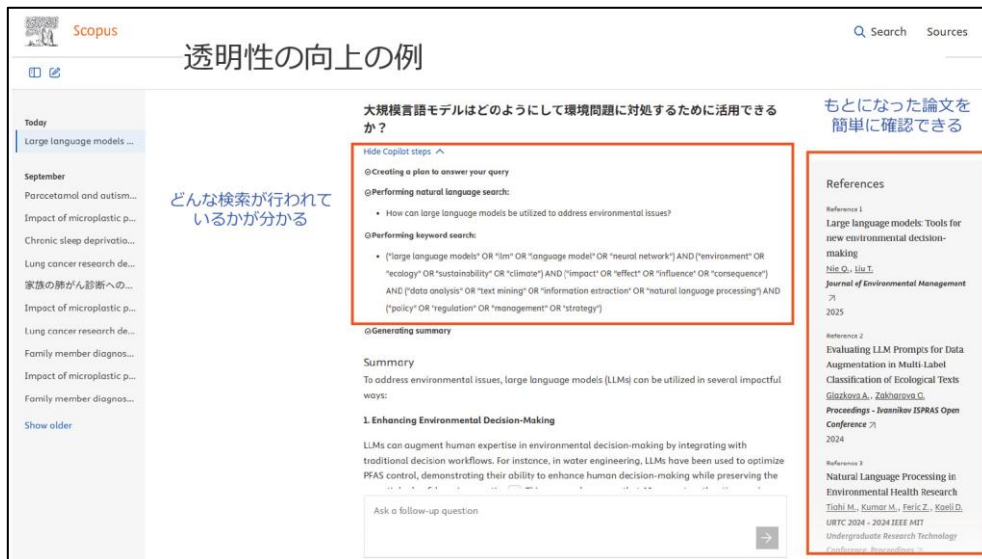 Scopus
Search Sources
透明性の向上の例
Today
Large language models ...
September
Parcetamol and autism...
Impact of microplastic p...
Chronic sleep deprivatio...
Lung cancer research de...
家族の肺がん診断への...
Impact of microplastic p...
Lung cancer research de...
Family member diagnos...
Impact of microplastic p...
Family member diagnos...
Show older
どんな検索が行われて
いるかが分かる
大規模言語モデルはどのようにして環境問題に対処するために活用できる
か？
Hide Copilot steps
Creating a plan to answer your query
Performing natural language search:
• How can large language models be utilized to address environmental issues?
Performing keyword search:
• ("large language models" OR "llm" OR "language model" OR "neural network") AND ("environment" OR
"ecology" OR "sustainability" OR "climate") AND ("impact" OR "effect" OR "influence" OR "consequence")
AND ("data analysis" OR "text mining" OR "information extraction" OR "natural language processing") AND
("policy" OR "regulation" OR "management" OR "strategy")
Generating summary
Summary
To address environmental issues, large language models (LLMs) can be utilized in several impactful
ways:
1. Enhancing Environmental Decision-Making
LLMs can augment human expertise in environmental decision-making by integrating with
traditional decision workflows. For instance, in water engineering, LLMs have been used to optimize
PFAS control, demonstrating their ability to enhance human decision-making while preserving the
Ask a follow-up question
もとになった論文を
簡単に確認できる
References
Reference 1
Large language models: Tools for
new environmental decision-
making
Nie Q., Liu T.
Journal of Environmental Management
2025
Reference 2
Evaluating LLM Prompts for Data
Augmentation in Multi-Label
Classification of Ecological Texts
Glazkova A., Zakharova O.
Proceedings - Ivannikov ISPRAS Open
Conference
2024
Reference 3
Natural Language Processing in
Environmental Health Research
Tiahi M., Kumar M., Feric Z., Kaeli D.
URTC 2024 - 2024 IEEE MIT
Undergraduate Research Technology
Conference, Proceedings